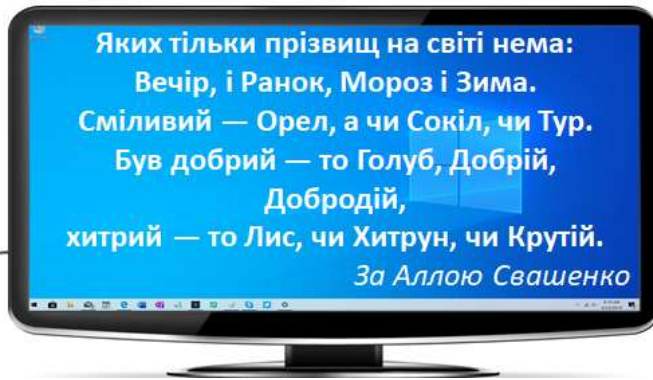 Яких тільки прізвищ на світі нема:
Вечір, і Ранок, Мороз і Зима.
Сміливий — Орел, а чи Сокіл, чи Тур.
Був добрий — то Голуб, Добрій,
Добродій,
хитрий — то Лис, чи Хитрун, чи Крутій.
За Аллою Свашенко